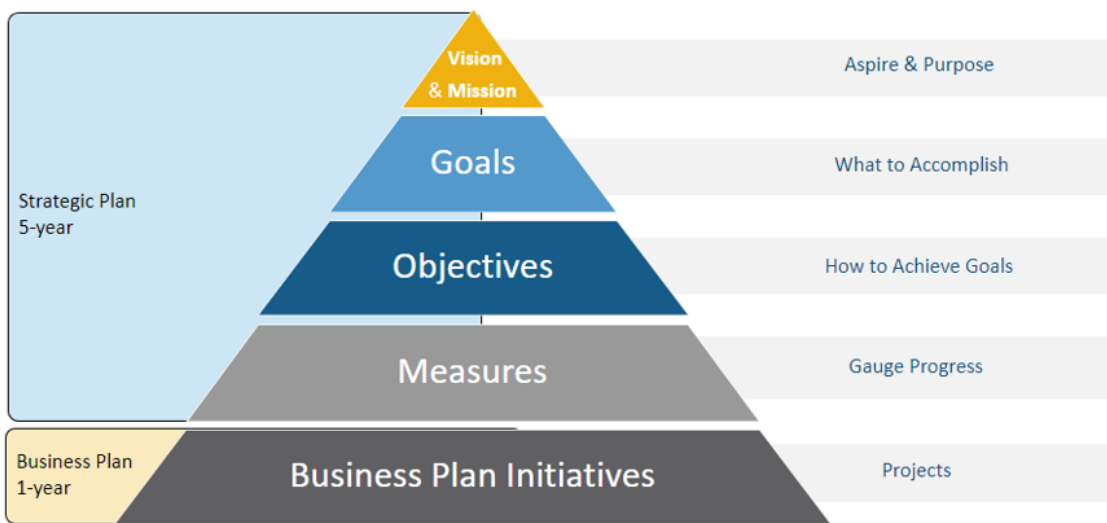 Vision
& Mission
Aspire & Purpose
Goals
What to Accomplish
Strategic Plan
5-year
Objectives
How to Achieve Goals
Measures
Gauge Progress
Business Plan
1-year
Business Plan Initiatives
Projects